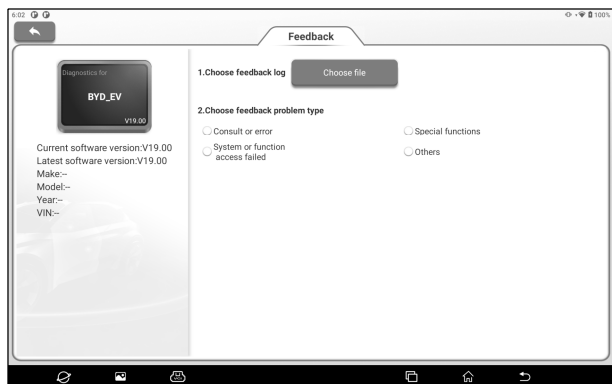 6:02
100%
Feedback
Diagnostics for
BYD_EV
V19.00
Current software version:V19.00
Latest software version:V19.00
Make:--
Model:--
Year:--
VIN:--
1.Choose feedback log
Choose file
2.Choose feedback problem type
Consult or error
Special functions
System or function
access failed
Others